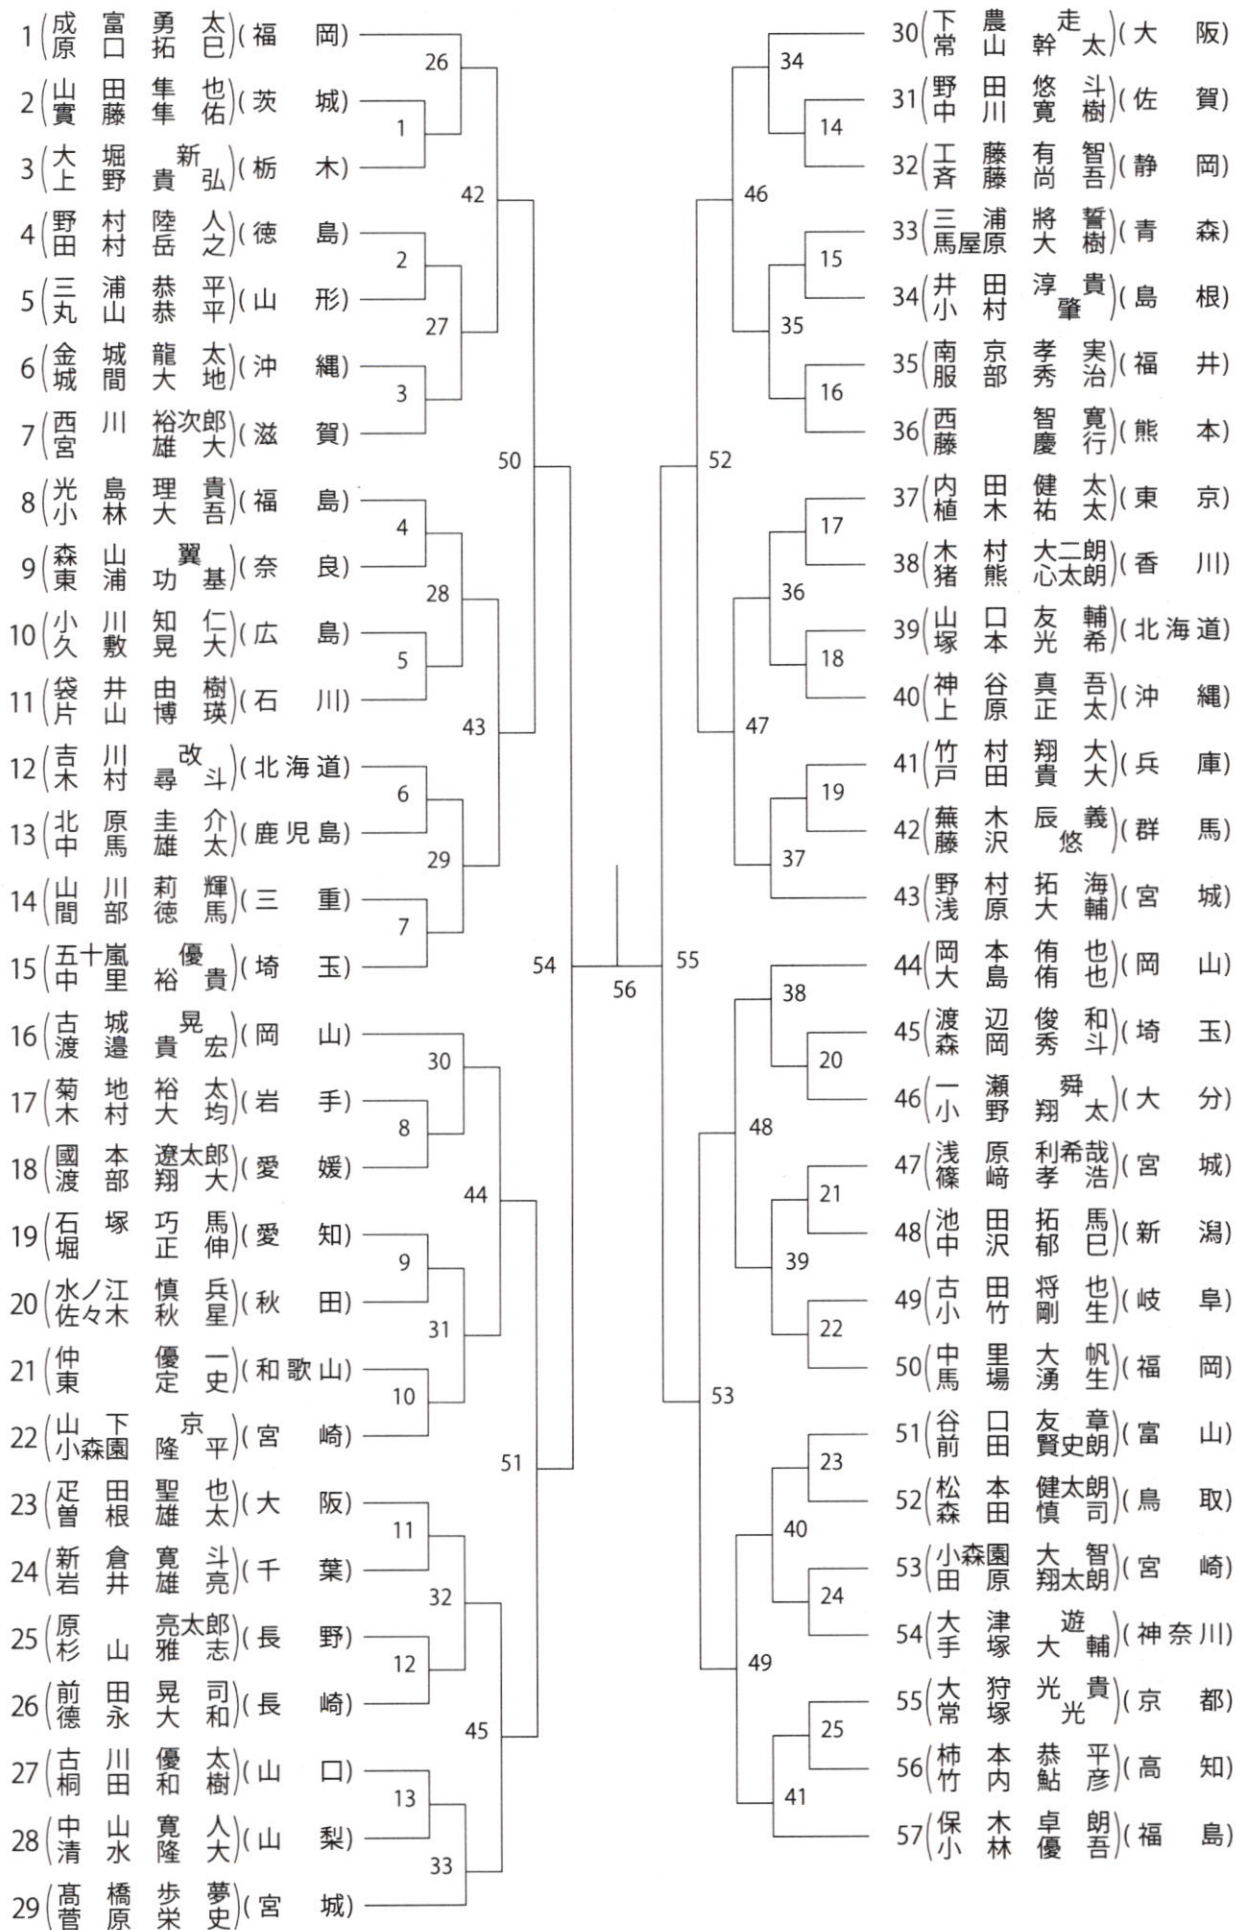 1(成富勇太 原口拓巳)(福岡)
2(山田隼也 實藤隼佑)(茨城)
3(大堀新 上野貴弘)(栃木)
4(野村陸人 田村岳之)(徳島)
5(三浦恭平 丸山恭平)(山形)
6(金城龍太 城間大地)(沖縄)
7(西川裕次郎 宮雄大)(滋賀)
8(光島理貴 小林大吾)(福島)
9(森山翼 東浦功基)(奈良)
10(小川知仁 久敷晃大)(広島)
11(袋井由樹 片山博瑛)(石川)
12(吉川改 木村尋斗)(北海道)
13(北原圭介 中馬雄太)(鹿児島)
14(山川莉輝 間部徳馬)(三重)
15(五十嵐優 中里裕貴)(埼玉)
16(古城晃 渡邉貴宏)(岡山)
17(菊地裕太 木村大均)(岩手)
18(國本遼太郎 渡部翔大)(愛媛)
19(石塚巧馬 堀正伸)(愛知)
20(水ノ江慎兵 佐々木秋星)(秋田)
21(仲優一 東定史)(和歌山)
22(山下京 小森園隆平)(宮崎)
23(疋田聖也 曽根雄太)(大阪)
24(新倉寛斗 岩井雄亮)(千葉)
25(原亮太郎 杉山雅志)(長野)
26(前田晃司 德永大和)(長崎)
27(古川優太 桐田和樹)(山口)
28(中山寛人 清水隆大)(山梨)
29(髙橋歩夢 菅原栄史)(宮城)
26
1
42
2
27
3
50
4
28
5
43
6
29
7
54
30
8
44
9
31
10
51
11
32
12
45
13
33
56
34
14
46
15
35
16
52
17
36
18
47
19
37
55
38
20
48
21
39
22
53
23
40
24
49
25
41
30(下農走 常山幹太)(大阪)
31(野田悠斗 中川寛樹)(佐賀)
32(工藤有智 斉藤尚吾)(静岡)
33(三浦將誓 馬屋原大樹)(青森)
34(井田淳貴 小村肇)(島根)
35(南京孝実 服部秀治)(福井)
36(西智寛 藤慶行)(熊本)
37(内田健太 植木祐太)(東京)
38(木村大二朗 猪熊心太朗)(香川)
39(山口友輔 塚本光希)(北海道)
40(神谷真吾 上原正太)(沖縄)
41(竹村翔大 戸田貴大)(兵庫)
42(蕪木辰義 藤沢悠)(群馬)
43(野村拓海 浅原大輔)(宮城)
44(岡本侑也 大島侑也)(岡山)
45(渡辺俊和 森岡秀斗)(埼玉)
46(一瀬舜 小野翔太)(大分)
47(浅原利希哉 篠﨑孝浩)(宮城)
48(池田拓馬 中沢郁巳)(新潟)
49(古田将也 小竹剛生)(岐阜)
50(中里大帆 馬場湧生)(福岡)
51(谷口友章 前田賢史朗)(富山)
52(松本健太朗 森田慎司)(鳥取)
53(小森園大智 田原翔太朗)(宮崎)
54(大津遊 手塚大輔)(神奈川)
55(大狩光貴 常塚光)(京都)
56(柿本恭平 竹内鮎彦)(高知)
57(保木卓朗 小林優吾)(福島)